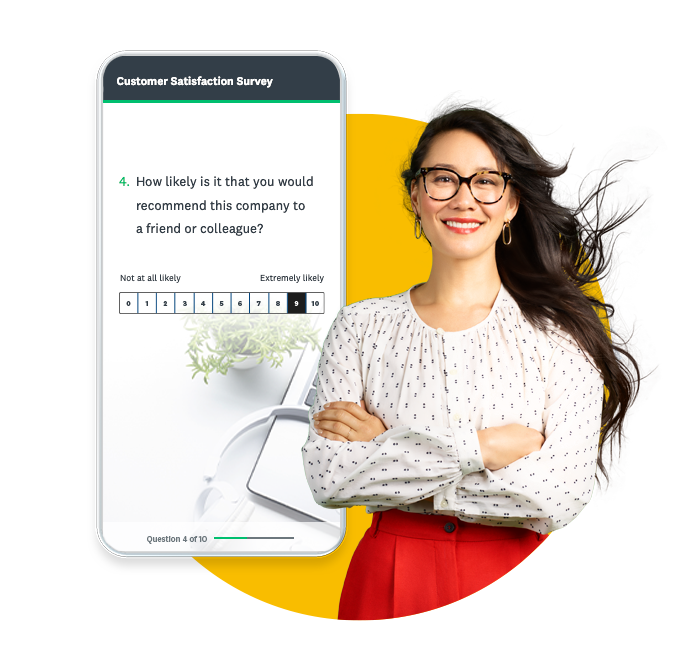 Customer Satisfaction Survey
4. How likely is it that you would
recommend this company to
a friend or colleague?
Not at all likely Extremely likely
0 1 2 3 4 5 6 7 8 9 10
Question 4 of 10